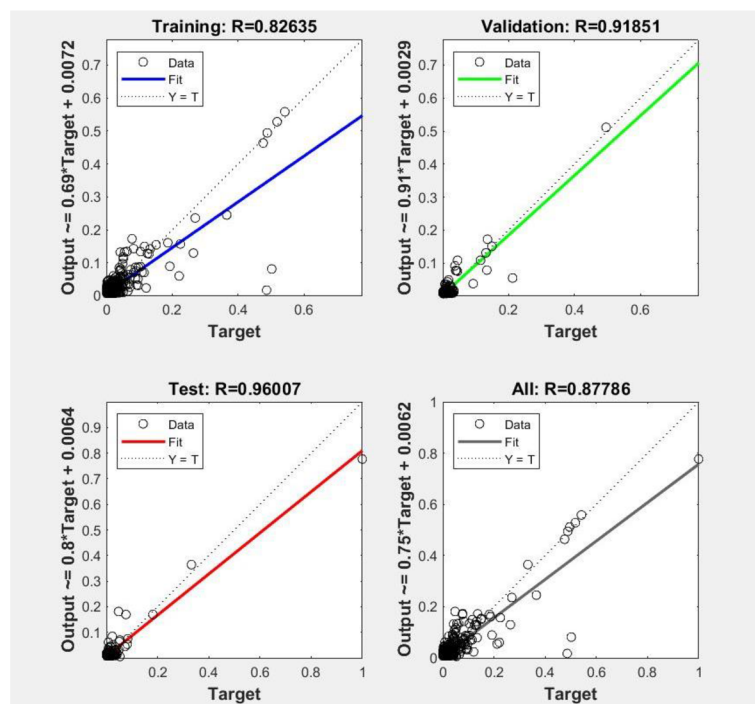 Training: R=0.82635
Output ~= 0.69*Target + 0.0072
0.7
0.6
0.5
0.4
0.3
0.2
0.1
0
Data
Fit
Y = T
0 0.2 0.4 0.6
Target
Validation: R=0.91851
Output ~= 0.91*Target + 0.0029
0.7
0.6
0.5
0.4
0.3
0.2
0.1
Data
Fit
Y = T
0.2 0.4 0.6
Target
Test: R=0.96007
Output ~= 0.8*Target + 0.0064
0.9
0.8
0.7
0.6
0.5
0.4
0.3
0.2
0.1
Data
Fit
Y = T
0.2 0.4 0.6 0.8 1
Target
All: R=0.87786
Output ~= 0.75*Target + 0.0062
1
0.8
0.6
0.4
0.2
0
Data
Fit
Y = T
0 0.2 0.4 0.6 0.8 1
Target